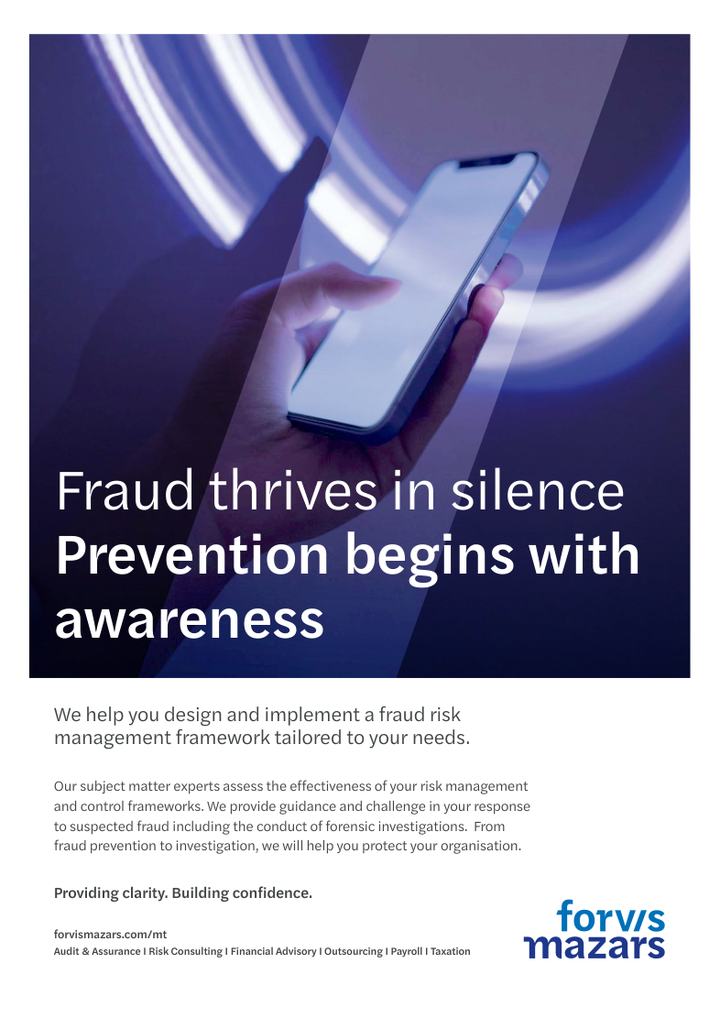 Fraud thrives in silence
Prevention begins with
awareness
We help you design and implement a fraud risk
management framework tailored to your needs.
Our subject matter experts assess the effectiveness of your risk management
and control frameworks. We provide guidance and challenge in your response
to suspected fraud including the conduct of forensic investigations.  From
fraud prevention to investigation, we will help you protect your organisation.
Providing clarity. Building confidence.
forvismazars.com/mt
Audit & Assurance I Risk Consulting I Financial Advisory I Outsourcing I Payroll I Taxation
forvis
mazars